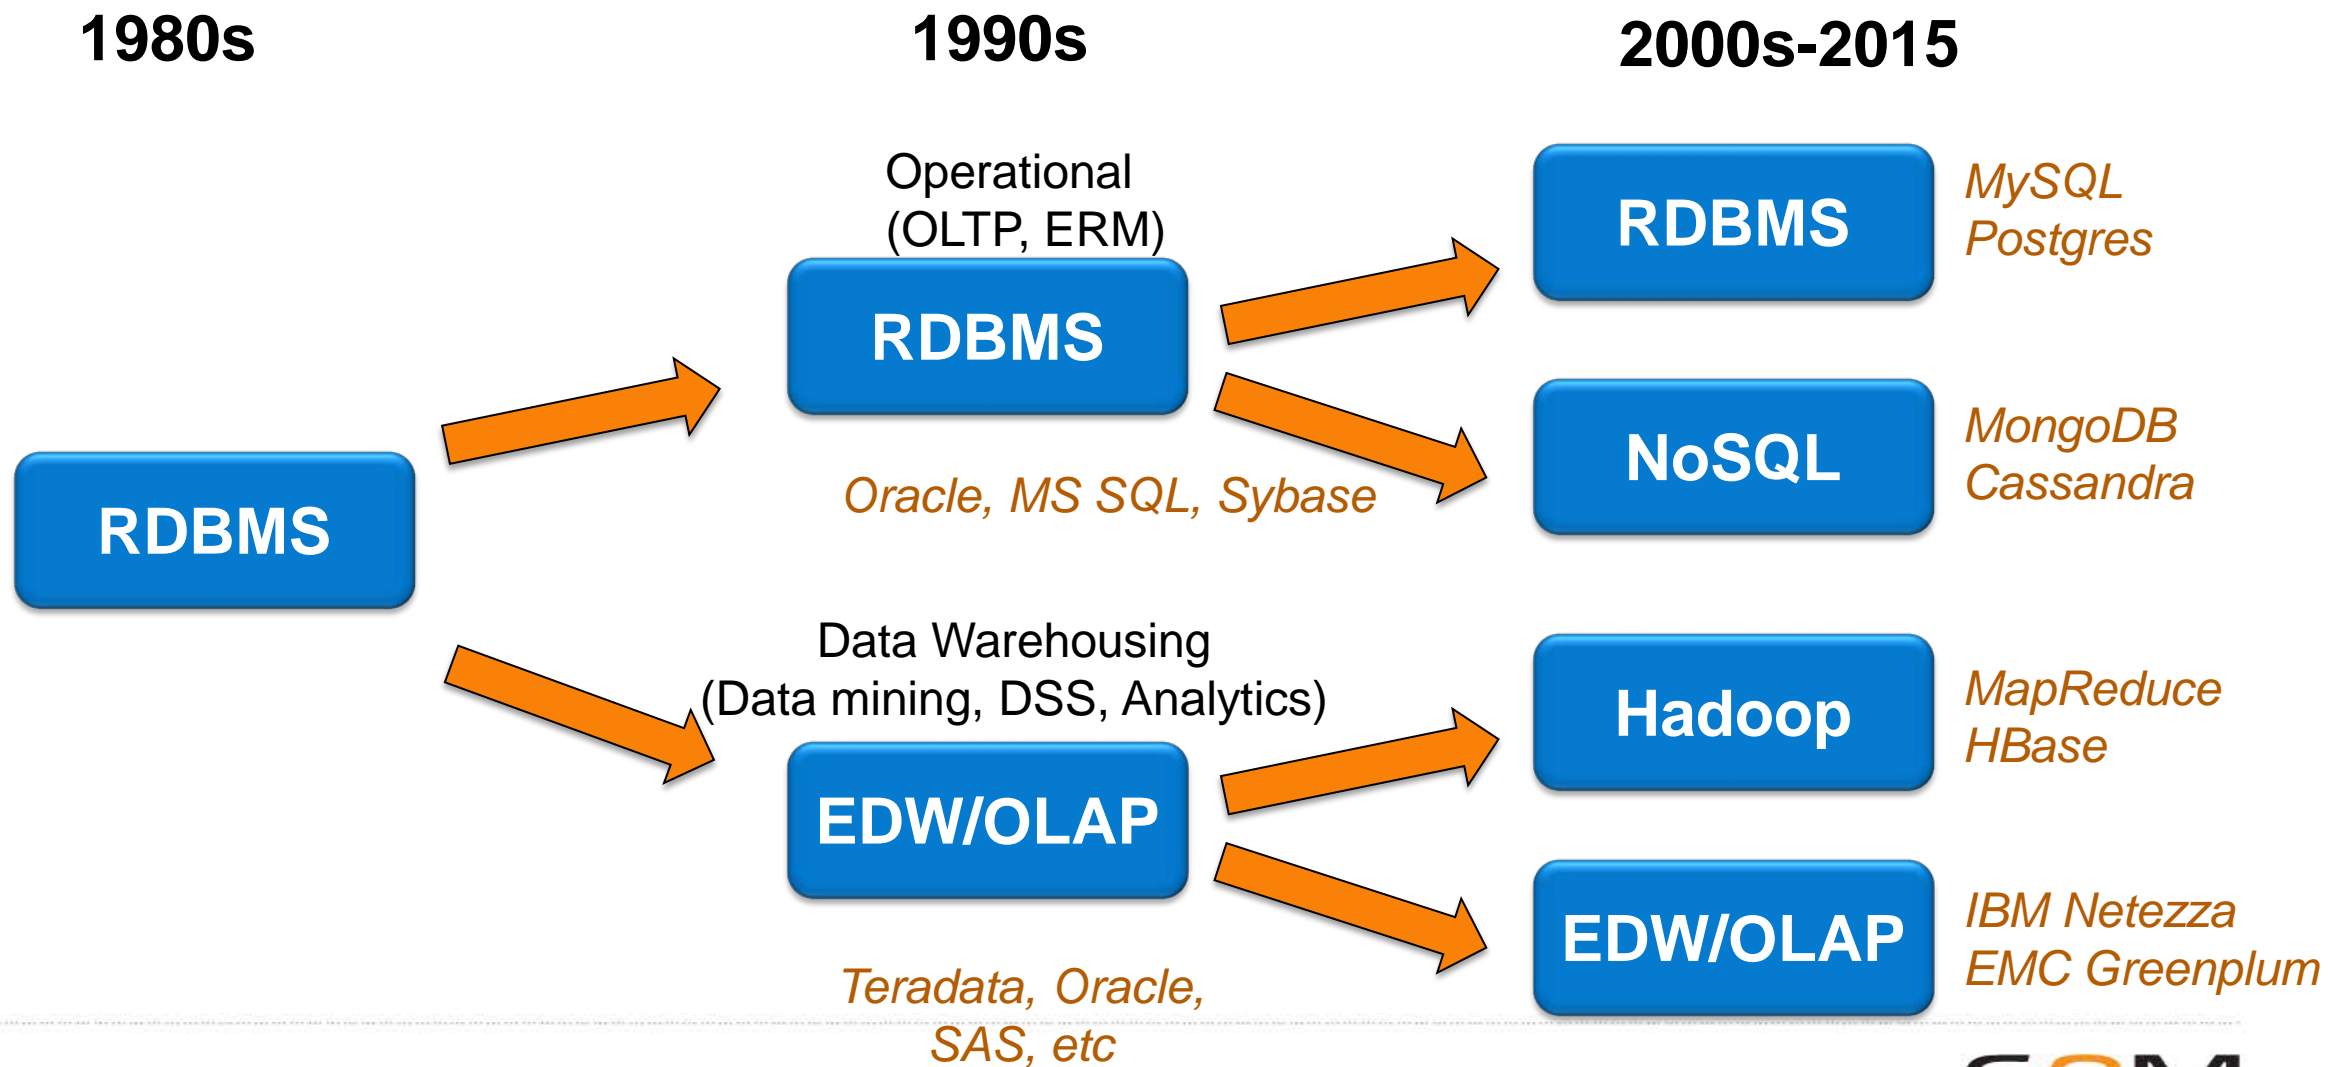 1980s
1990s
2000s-2015
Operational
(OLTP, ERM)
RDBMS
Oracle, MS SQL, Sybase
RDBMS
Data Warehousing
(Data mining, DSS, Analytics)
EDW/OLAP
Teradata, Oracle,
SAS, etc
RDBMS
MySQL
Postgres
NoSQL
MongoDB
Cassandra
Hadoop
MapReduce
HBase
EDW/OLAP
IBM Netezza
EMC Greenplum